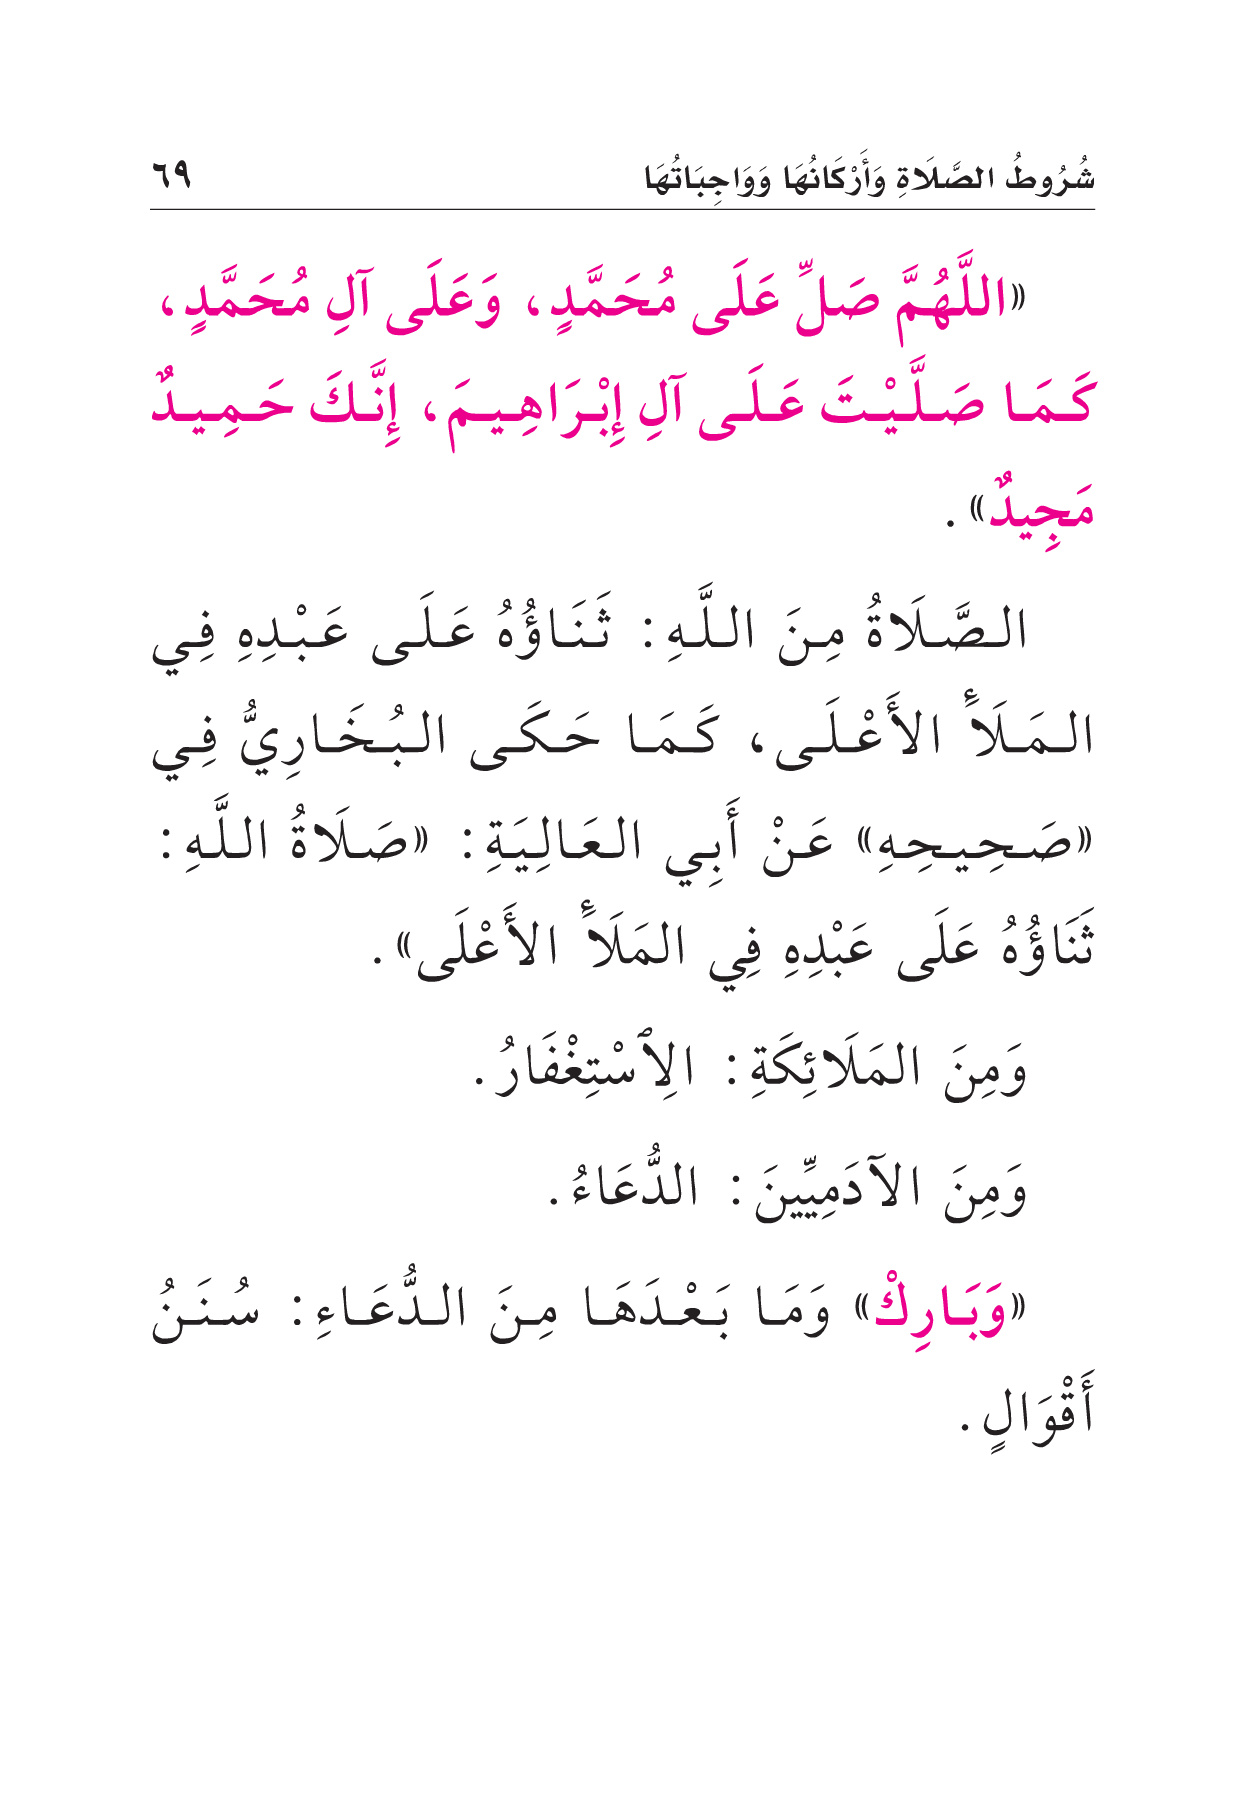 شُرُوطُ الصَّلَاةِ وَأَرْكَانُهَا وَوَاجِبَاتُهَا ٦٩
«اللَّهُمَّ صَلِّ عَلَى مُحَمَّدٍ، وَعَلَى آلِ مُحَمَّدٍ،
كَمَا صَلَّيْتَ عَلَى آلِ إِبْرَاهِيمَ، إِنَّكَ حَمِيدٌ
مَجِيدٌ».
الصَّلَاةُ مِنَ اللَّهِ: ثَنَاؤُهُ عَلَى عَبْدِهِ فِي
المَلَأِ الأَعْلَى، كَمَا حَكَى البُخَارِيُّ فِي
«صَحِيحِهِ» عَنْ أَبِي العَالِيَةِ: «صَلَاةُ اللَّهِ:
ثَنَاؤُهُ عَلَى عَبْدِهِ فِي المَلَأِ الأَعْلَى».
وَمِنَ المَلَائِكَةِ: الِٱسْتِغْفَارُ.
وَمِنَ الآدَمِيِّينَ: الدُّعَاءُ.
«وَبَارِكْ» وَمَا بَعْدَهَا مِنَ الدُّعَاءِ: سُنَنُ
أَقْوَالٍ.